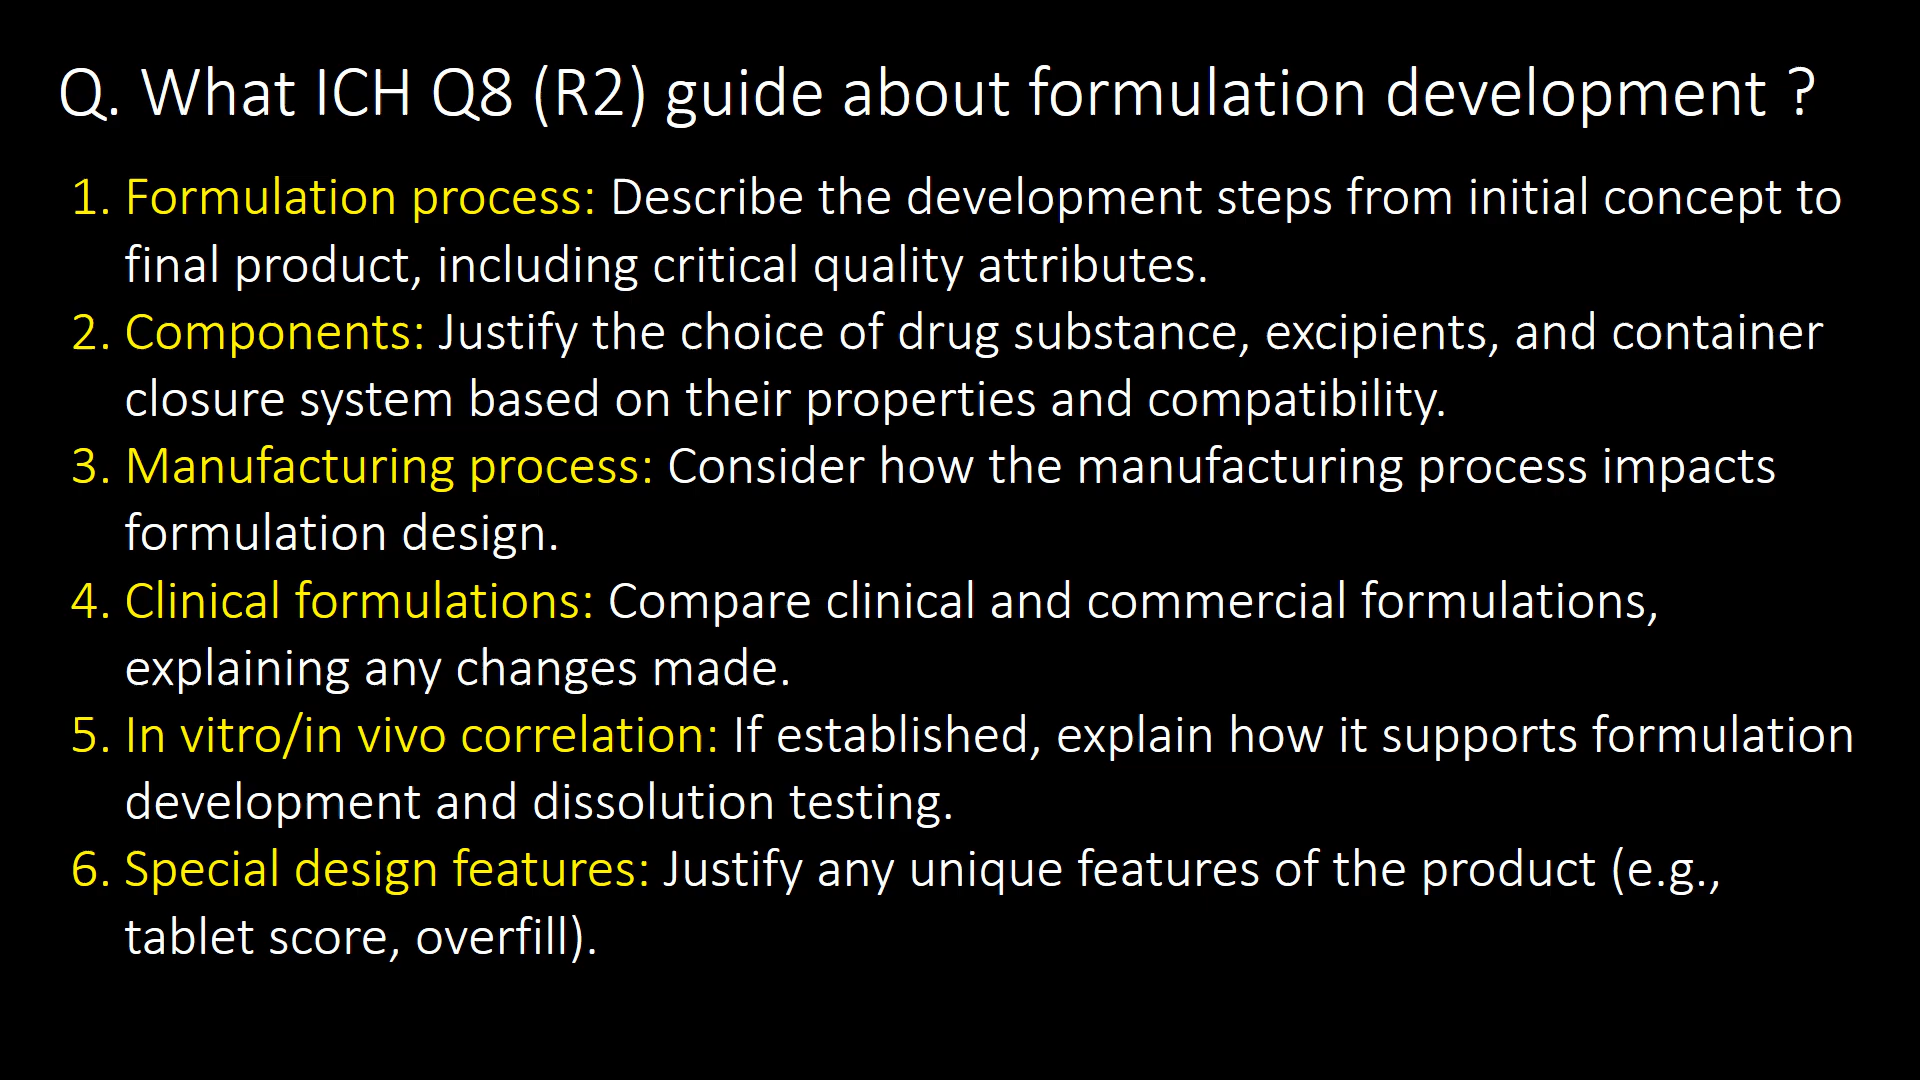 Q. What ICH Q8 (R2) guide about formulation development ?
1. Formulation process: Describe the development steps from initial concept to
final product, including critical quality attributes.
2. Components: Justify the choice of drug substance, excipients, and container
closure system based on their properties and compatibility.
3. Manufacturing process: Consider how the manufacturing process impacts
formulation design.
4. Clinical formulations: Compare clinical and commercial formulations,
explaining any changes made.
5. In vitro/in vivo correlation: If established, explain how it supports formulation
development and dissolution testing.
6. Special design features: Justify any unique features of the product (e.g.,
tablet score, overfill).